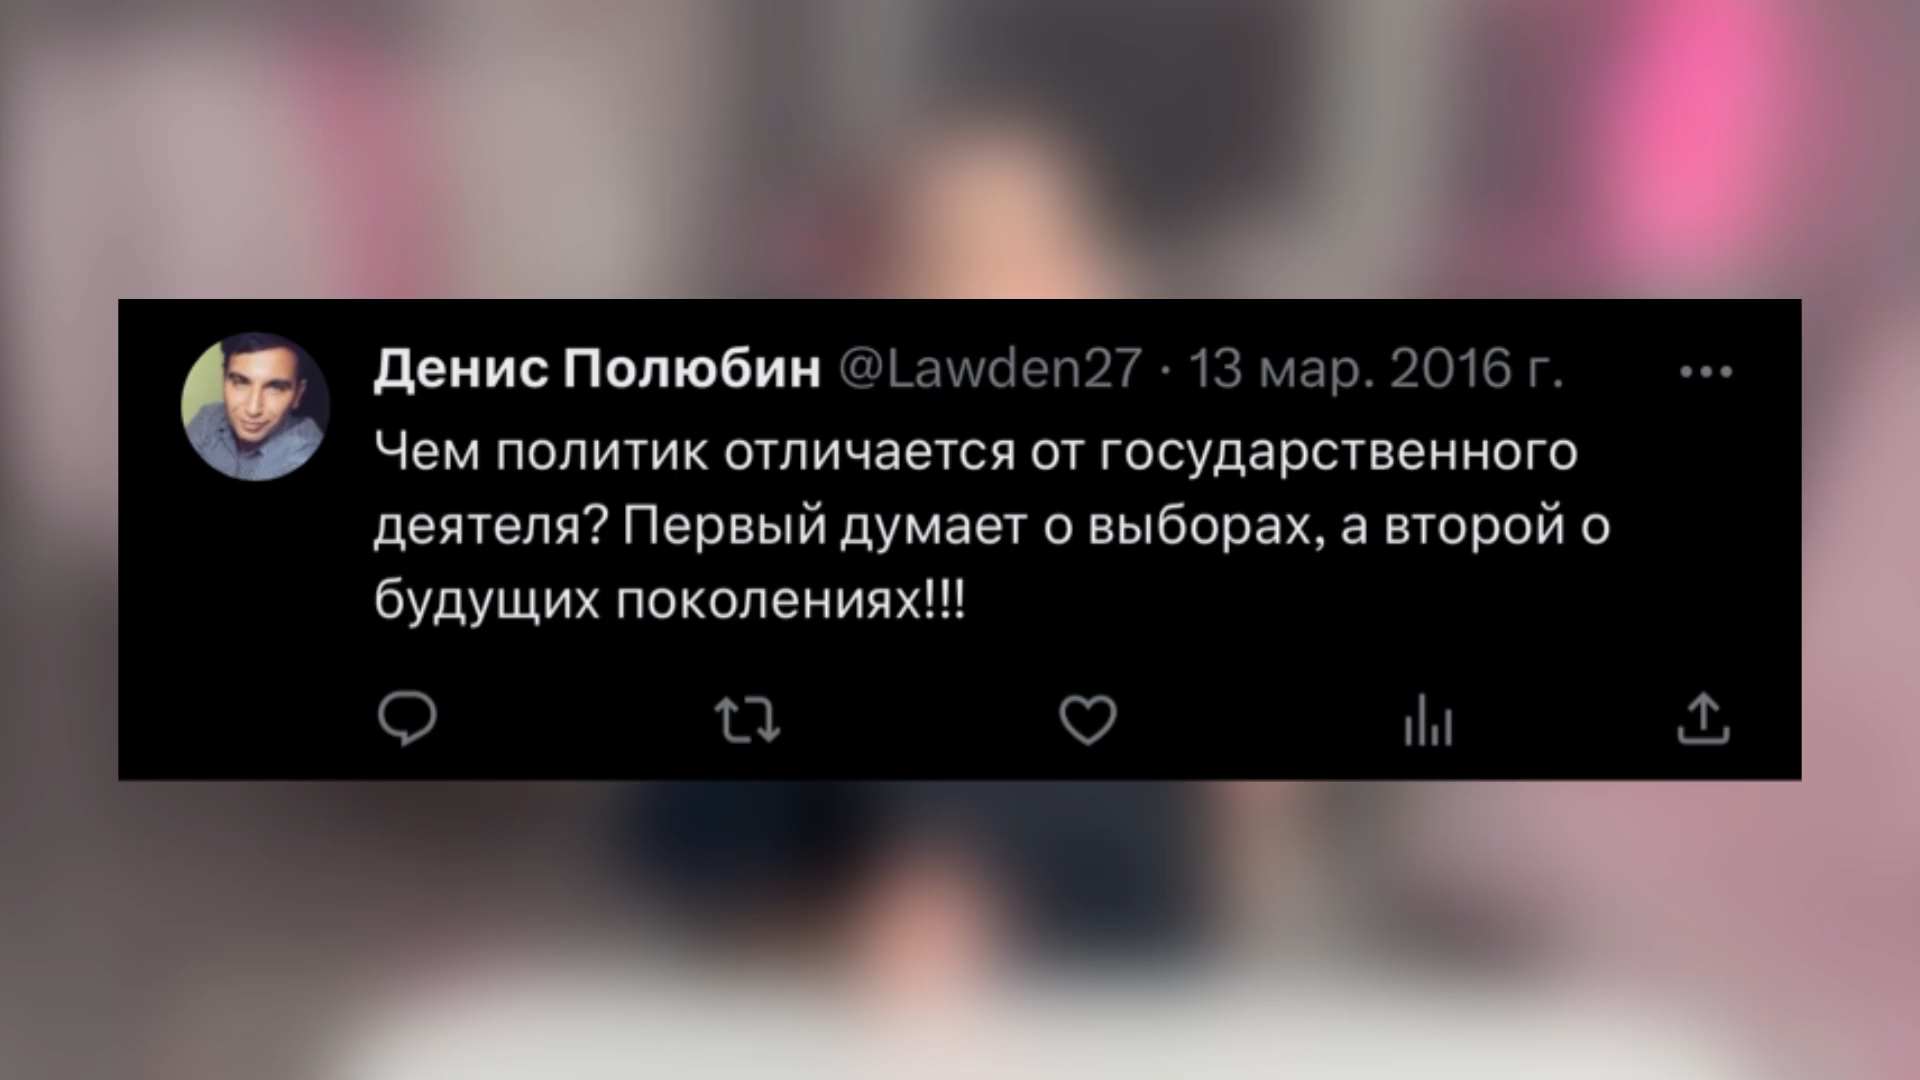 Денис Полюбин @Lawden27 · 13 мар. 2016 г.
Чем политик отличается от государственного
деятеля? Первый думает о выборах, а второй о
будущих поколениях!!!